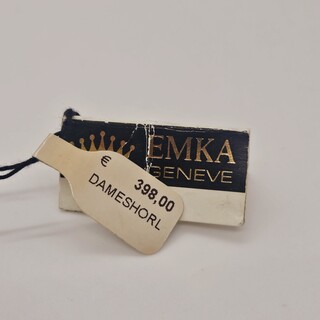 EMKA
GENEVE
€ 398,00
DAMESHORL